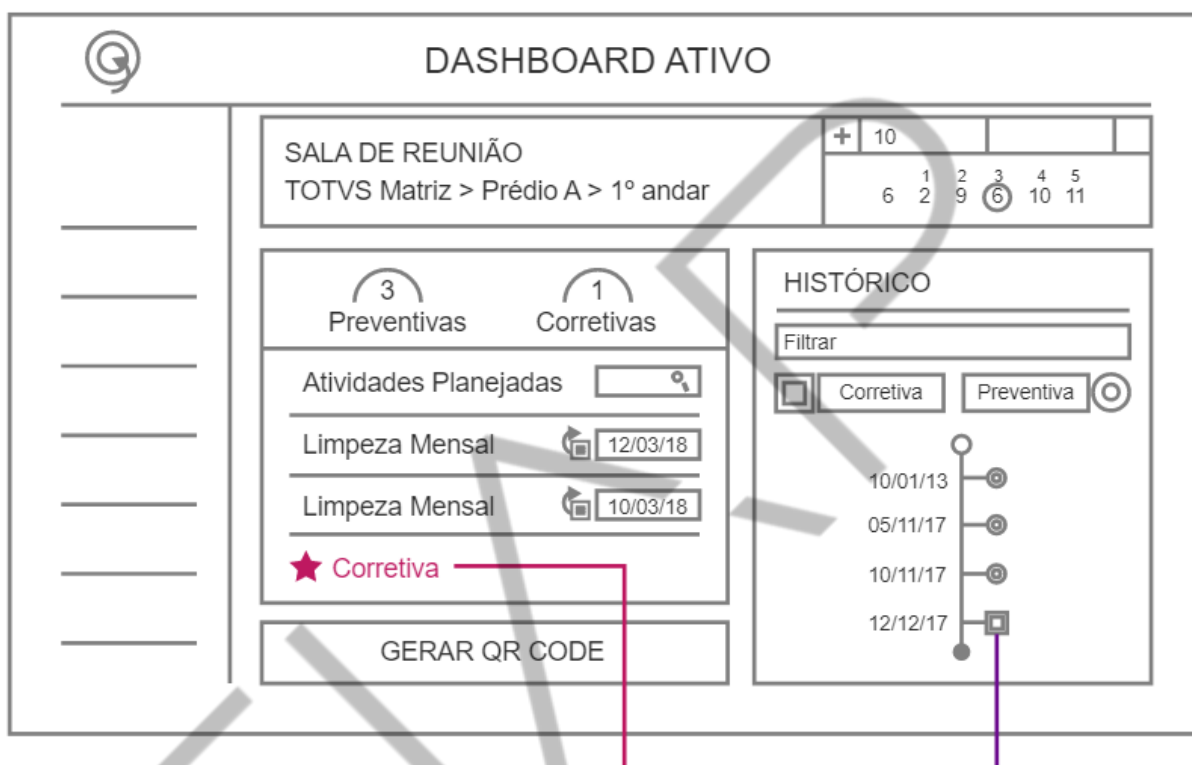 DASHBOARD ATIVO
SALA DE REUNIÃO
TOTVS Matriz > Prédio A > 1º andar
+ 10
1 2 3 4 5
6 2 9 6 10 11
3
Preventivas
1
Corretivas
Atividades Planejadas
Limpeza Mensal 12/03/18
Limpeza Mensal 10/03/18
Corretiva
GERAR QR CODE
HISTÓRICO
Filtrar
Corretiva Preventiva
10/01/13
05/11/17
10/11/17
12/12/17